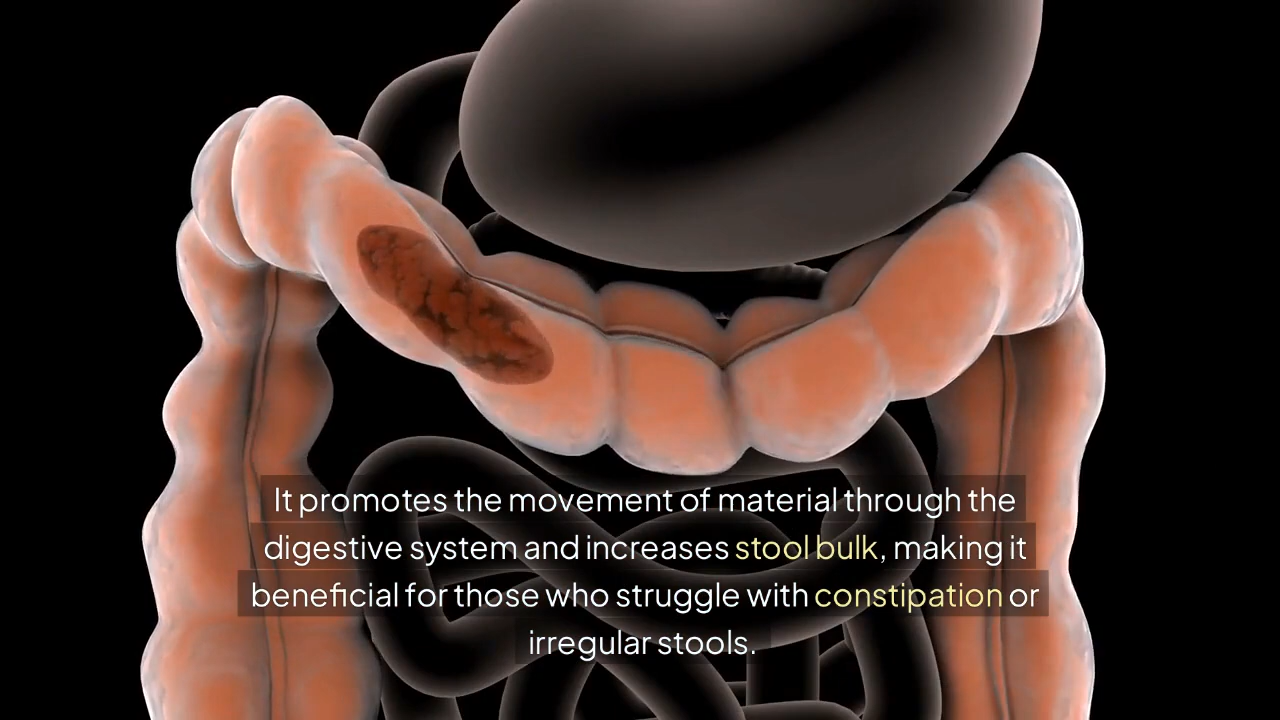 It promotes the movement of material through the
digestive system and increases stool bulk, making it
beneficial for those who struggle with constipation or
irregular stools.